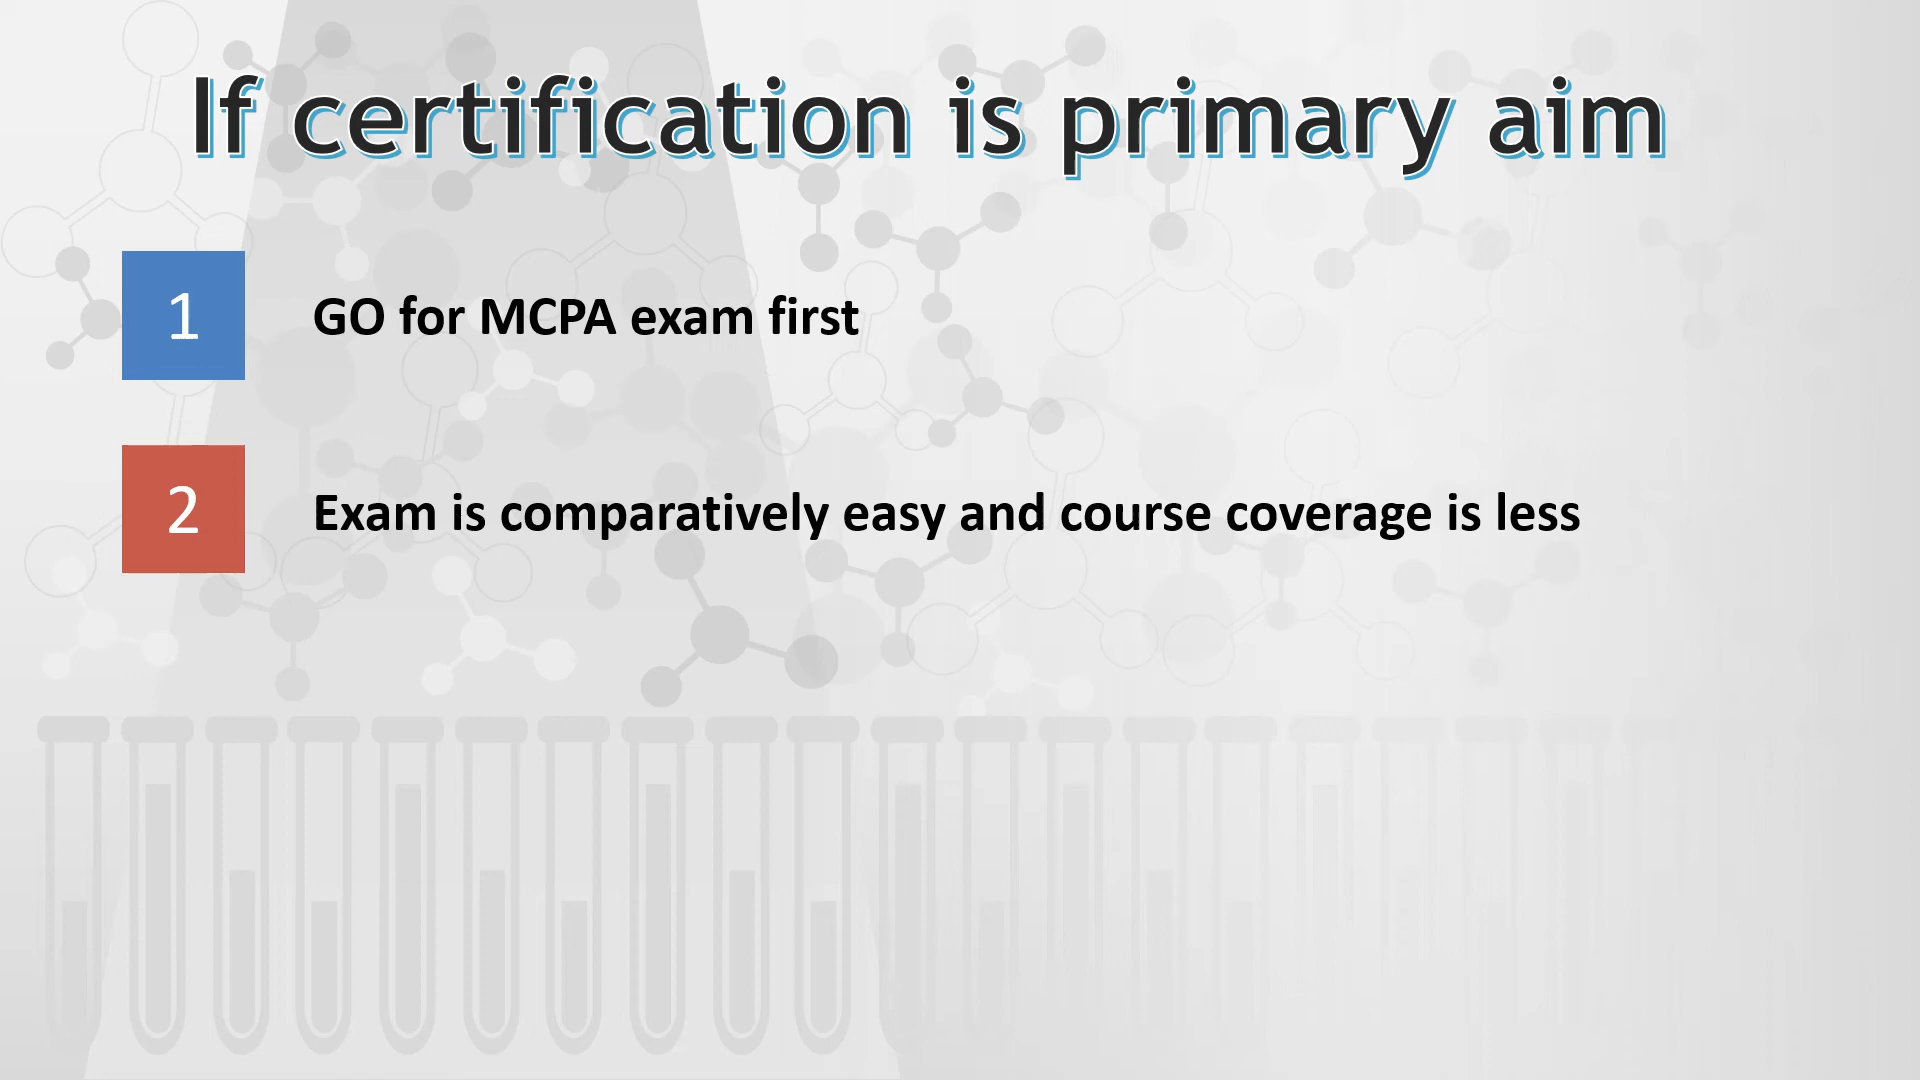 If certification is primary aim
1
GO for MCPA exam first
2
Exam is comparatively easy and course coverage is less